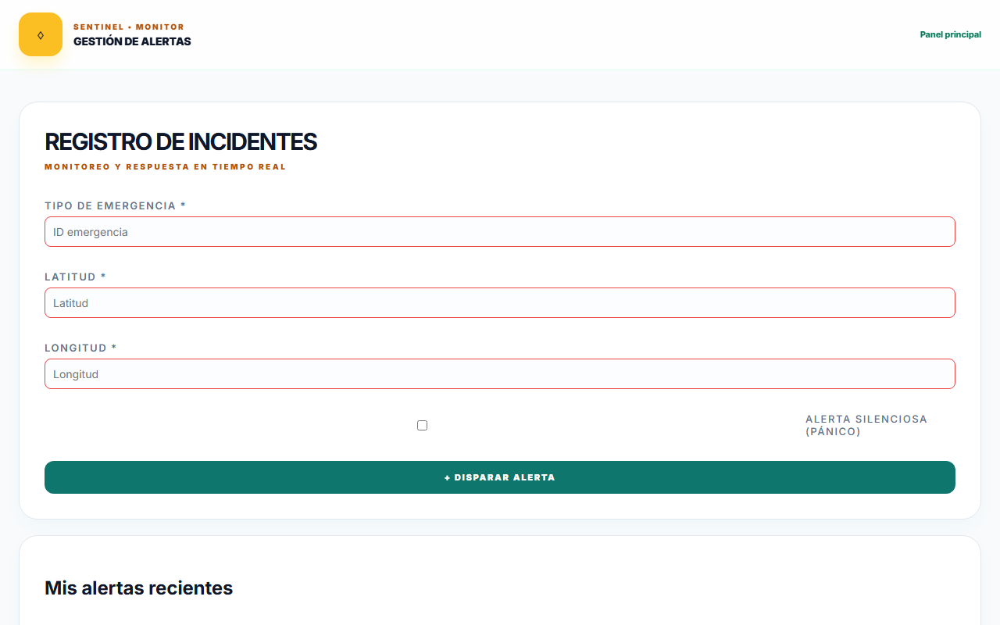 SENTINEL • MONITOR
GESTIÓN DE ALERTAS
Panel principal
REGISTRO DE INCIDENTES
MONITOREO Y RESPUESTA EN TIEMPO REAL
TIPO DE EMERGENCIA *
ID emergencia
LATITUD *
Latitud
LONGITUD *
Longitud
ALERTA SILENCIOSA
(PÁNICO)
+ DISPARAR ALERTA
Mis alertas recientes